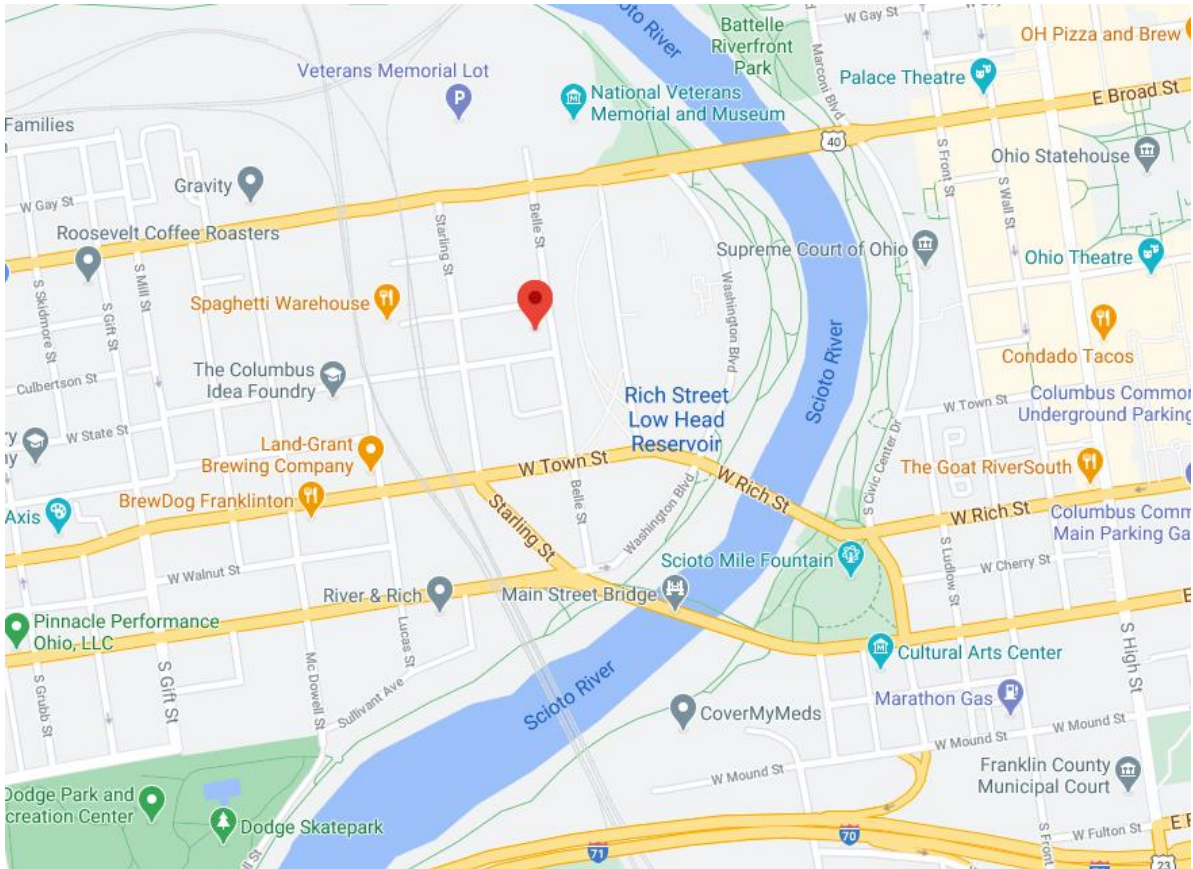 Scioto River
Battelle
Riverfront
Park
W Gay St
W Gay St
OH Pizza and Brew
Veterans Memorial Lot
P
National Veterans
Memorial and Museum
Marconi Blvd
Palace Theatre
E Broad St
Families
40
S Front St
S Wall St
Ohio Statehouse
Gravity
W Gay St
Roosevelt Coffee Roasters
Starling St
Belle St
Supreme Court of Ohio
Ohio Theatre
S Skidmore St
S Gift St
S Mill St
Spaghetti Warehouse
Washington Blvd
Scioto River
Condado Tacos
The Columbus
Idea Foundry
Culbertson St
Rich Street
Low Head
Reservoir
Columbus Common
Underground Parking
W Town St
W State St
Land-Grant
Brewing Company
W Town St
S Civic Center Dr
The Goat RiverSouth
BrewDog Franklinton
Belle St
W Rich St
Axis
Starling St
Washington Blvd
W Rich St
Columbus Comm
Main Parking Ga
W Walnut St
Scioto Mile Fountain
S Ludlow St
W Cherry St
River & Rich
Main Street Bridge
Pinnacle Performance
Ohio, LLC
Lucas St
Cultural Arts Center
S High St
S Grubb St
S Gift St
Mc Dowell St
Sullivant Ave
Scioto River
Marathon Gas
CoverMyMeds
W Mound St
W Mound St
Franklin County
Municipal Court
Dodge Park and
creation Center
Dodge Skatepark
70
71
S Front
W Fulton St
23